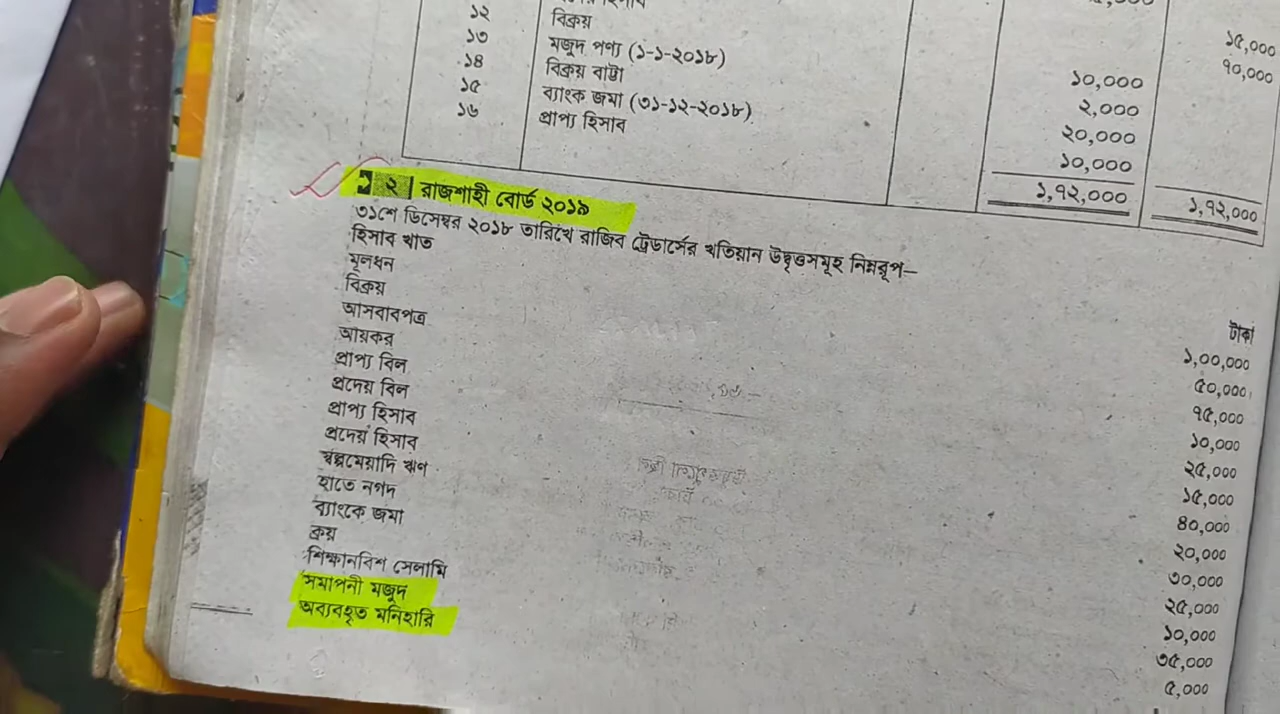 ১২ বিক্রয় ১৫,০০০
১৩ মজুদ পণ্য (১-১-২০১৮) ৭০,০০০
১৪ বিক্রয় বাট্টা ১০,০০০
১৫ ব্যাংক জমা (৩১-১২-২০১৮) ২,০০০
১৬ প্রাপ্য হিসাব ২০,০০০
১০,০০০
১,৭২,০০০ ১,৭২,০০০
২ | রাজশাহী বোর্ড ২০১৯
৩১শে ডিসেম্বর ২০১৮ তারিখে রাজিব ট্রেডার্সের খতিয়ান উদ্বৃত্তসমূহ নিম্নরূপ–
হিসাব খাত টাকা
মূলধন ১,০০,০০০
বিক্রয় ৫০,০০০
আসবাবপত্র ৭৫,০০০
আয়কর ১০,০০০
প্রাপ্য বিল ২৫,০০০
প্রদেয় বিল ১৫,০০০
প্রাপ্য হিসাব ৪০,০০০
প্রদেয় হিসাব ২০,০০০
স্বল্পমেয়াদি ঋণ ৩০,০০০
হাতে নগদ ২৫,০০০
ব্যাংকে জমা ১০,০০০
ক্রয় ৩৫,০০০
শিক্ষানবিশ সেলামি ৫,০০০
সমাপনী মজুদ
অব্যবহৃত মনিহারি